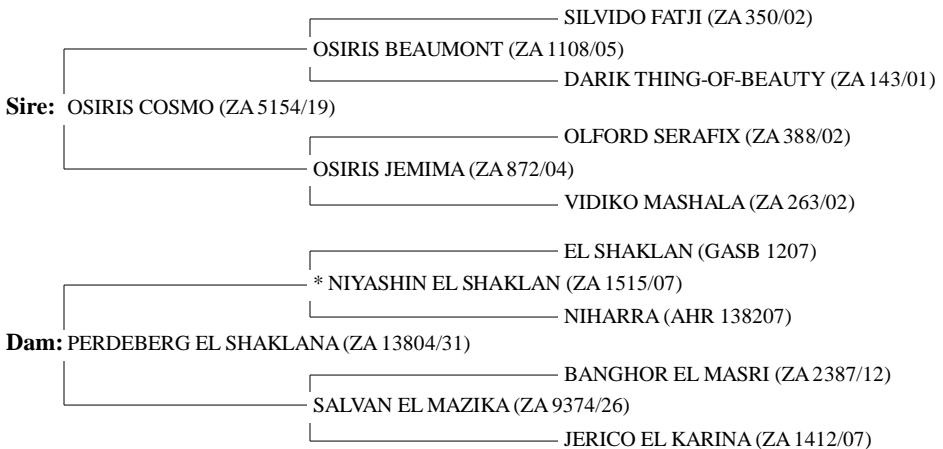 SILVIDO FATJI (ZA 350/02)
OSIRIS BEAUMONT (ZA 1108/05)
DARIK THING-OF-BEAUTY (ZA 143/01)
Sire: OSIRIS COSMO (ZA 5154/19)
OLFORD SERAFIX (ZA 388/02)
OSIRIS JEMIMA (ZA 872/04)
VIDIKO MASHALA (ZA 263/02)
EL SHAKLAN (GASB 1207)
* NIYASHIN EL SHAKLAN (ZA 1515/07)
NIHARRA (AHR 138207)
Dam: PERDEBERG EL SHAKLANA (ZA 13804/31)
BANGHOR EL MASRI (ZA 2387/12)
SALVAN EL MAZIKA (ZA 9374/26)
JERICO EL KARINA (ZA 1412/07)